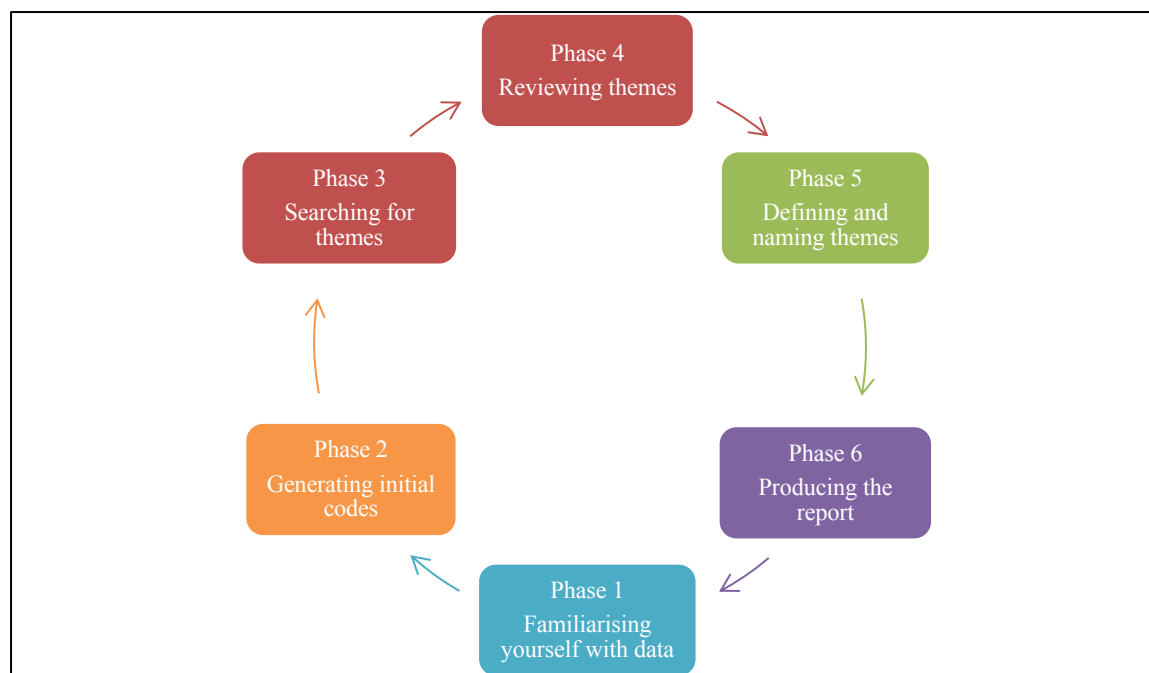 Phase 4
Reviewing themes
Phase 3
Searching for
themes
Phase 5
Defining and
naming themes
Phase 2
Generating initial
codes
Phase 6
Producing the
report
Phase 1
Familiarising
yourself with data